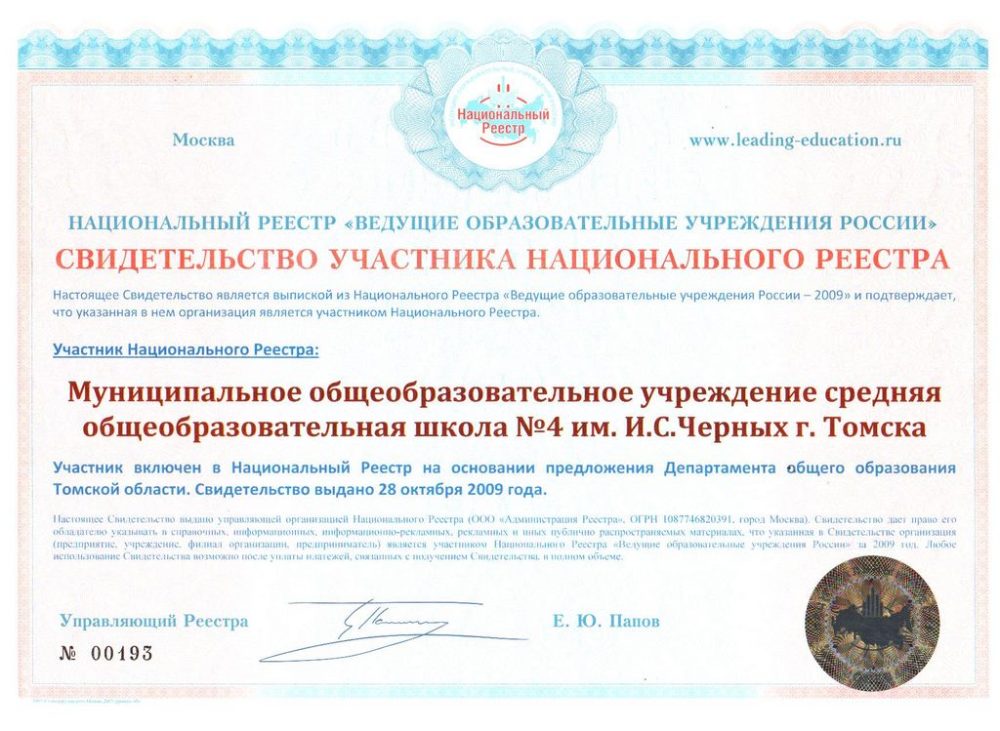 Национальный
Реестр
Москва
www.leading-education.ru
НАЦИОНАЛЬНЫЙ РЕЕСТР «ВЕДУЩИЕ ОБРАЗОВАТЕЛЬНЫЕ УЧРЕЖДЕНИЯ РОССИИ»
СВИДЕТЕЛЬСТВО УЧАСТНИКА НАЦИОНАЛЬНОГО РЕЕСТРА
Настоящее Свидетельство является выпиской из Национального Реестра «Ведущие образовательные учреждения России – 2009» и подтверждает,
что указанная в нем организация является участником Национального Реестра.
Участник Национального Реестра:
Муниципальное общеобразовательное учреждение средняя
общеобразовательная школа №4 им. И.С.Черных г. Томска
Участник включен в Национальный Реестр на основании предложения Департамента общего образования
Томской области. Свидетельство выдано 28 октября 2009 года.
Настоящее Свидетельство выдано управляющей организацией Национального Реестра (ООО «Администрация Реестра», ОГРН 1087746820391, город Москва). Свидетельство дает право его
обладателю указывать в справочных, информационных, информационно-рекламных, рекламных и иных публично распространяемых материалах, что указанная в Свидетельстве организация
(предприятие, учреждение, филиал организации, предприниматель) является участником Национального Реестра «Ведущие образовательные учреждения России» за 2009 год. Любое
использование Свидетельства возможно после уплаты платежей, связанных с получением Свидетельства, в полном объеме.
Управляющий Реестра
Е. Ю. Папов
№ 00193